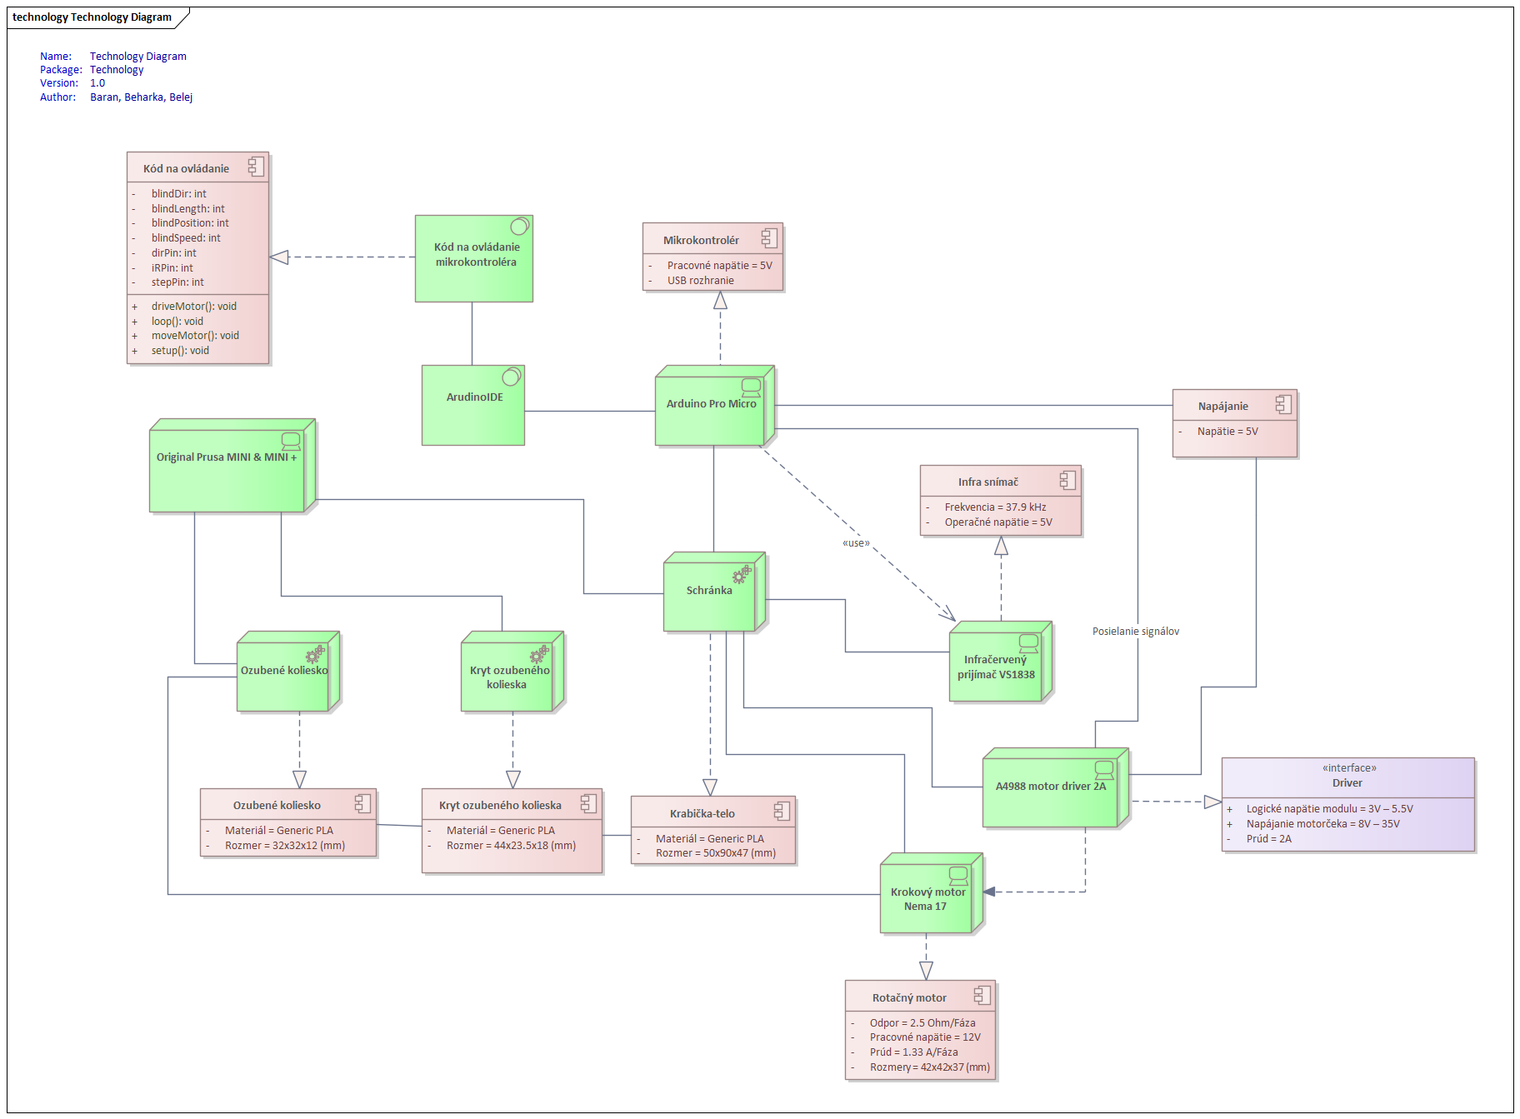 technology Technology Diagram
Name: Technology Diagram
Package: Technology
Version: 1.0
Author: Baran, Beharka, Belej
Kód na ovládanie
- blindDir: int
- blindLength: int
- blindPosition: int
- blindSpeed: int
- dirPin: int
- iRPin: int
- stepPin: int
+ driveMotor(): void
+ loop(): void
+ moveMotor(): void
+ setup(): void
Kód na ovládanie
mikrokontroléra
Mikrokontrolér
- Pracovné napätie = 5V
- USB rozhranie
ArudinoIDE
Arduino Pro Micro
Napájanie
- Napätie = 5V
Original Prusa MINI & MINI +
Infra snímač
- Frekvencia = 37.9 kHz
- Operačné napätie = 5V
«use»
Schránka
Posielanie signálov
Ozubené koliesko
Kryt ozubeného
kolieska
Infračervený
prijímač VS1838
A4988 motor driver 2A
«interface»
Driver
+ Logické napätie modulu = 3V – 5.5V
+ Napájanie motorčeka = 8V – 35V
- Prúd = 2A
Ozubené koliesko
- Materiál = Generic PLA
- Rozmer = 32x32x12 (mm)
Kryt ozubeného kolieska
- Materiál = Generic PLA
- Rozmer = 44x23.5x18 (mm)
Krabička-telo
- Materiál = Generic PLA
- Rozmer = 50x90x47 (mm)
Krokový motor
Nema 17
Rotačný motor
- Odpor = 2.5 Ohm/Fáza
- Pracovné napätie = 12V
- Prúd = 1.33 A/Fáza
- Rozmery = 42x42x37 (mm)